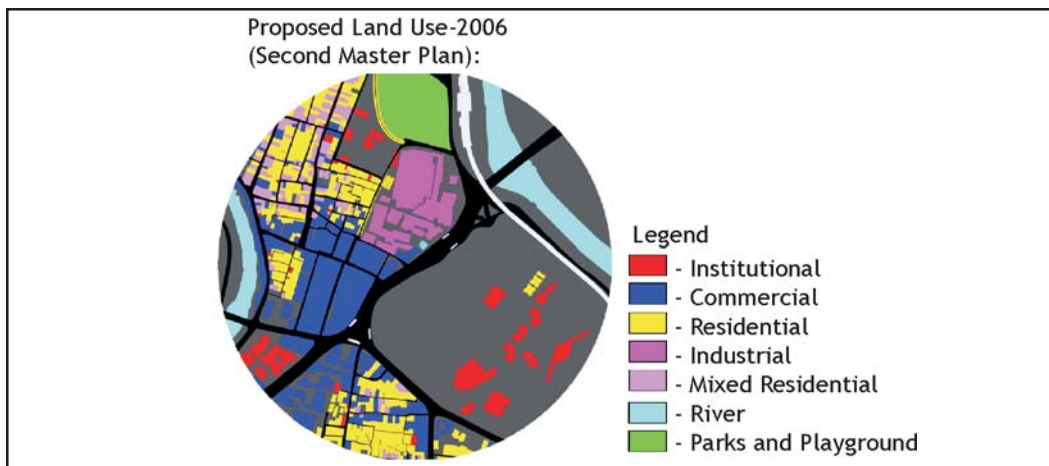 Proposed Land Use-2006
(Second Master Plan):
Legend
- Institutional
- Commercial
- Residential
- Industrial
- Mixed Residential
- River
- Parks and Playground